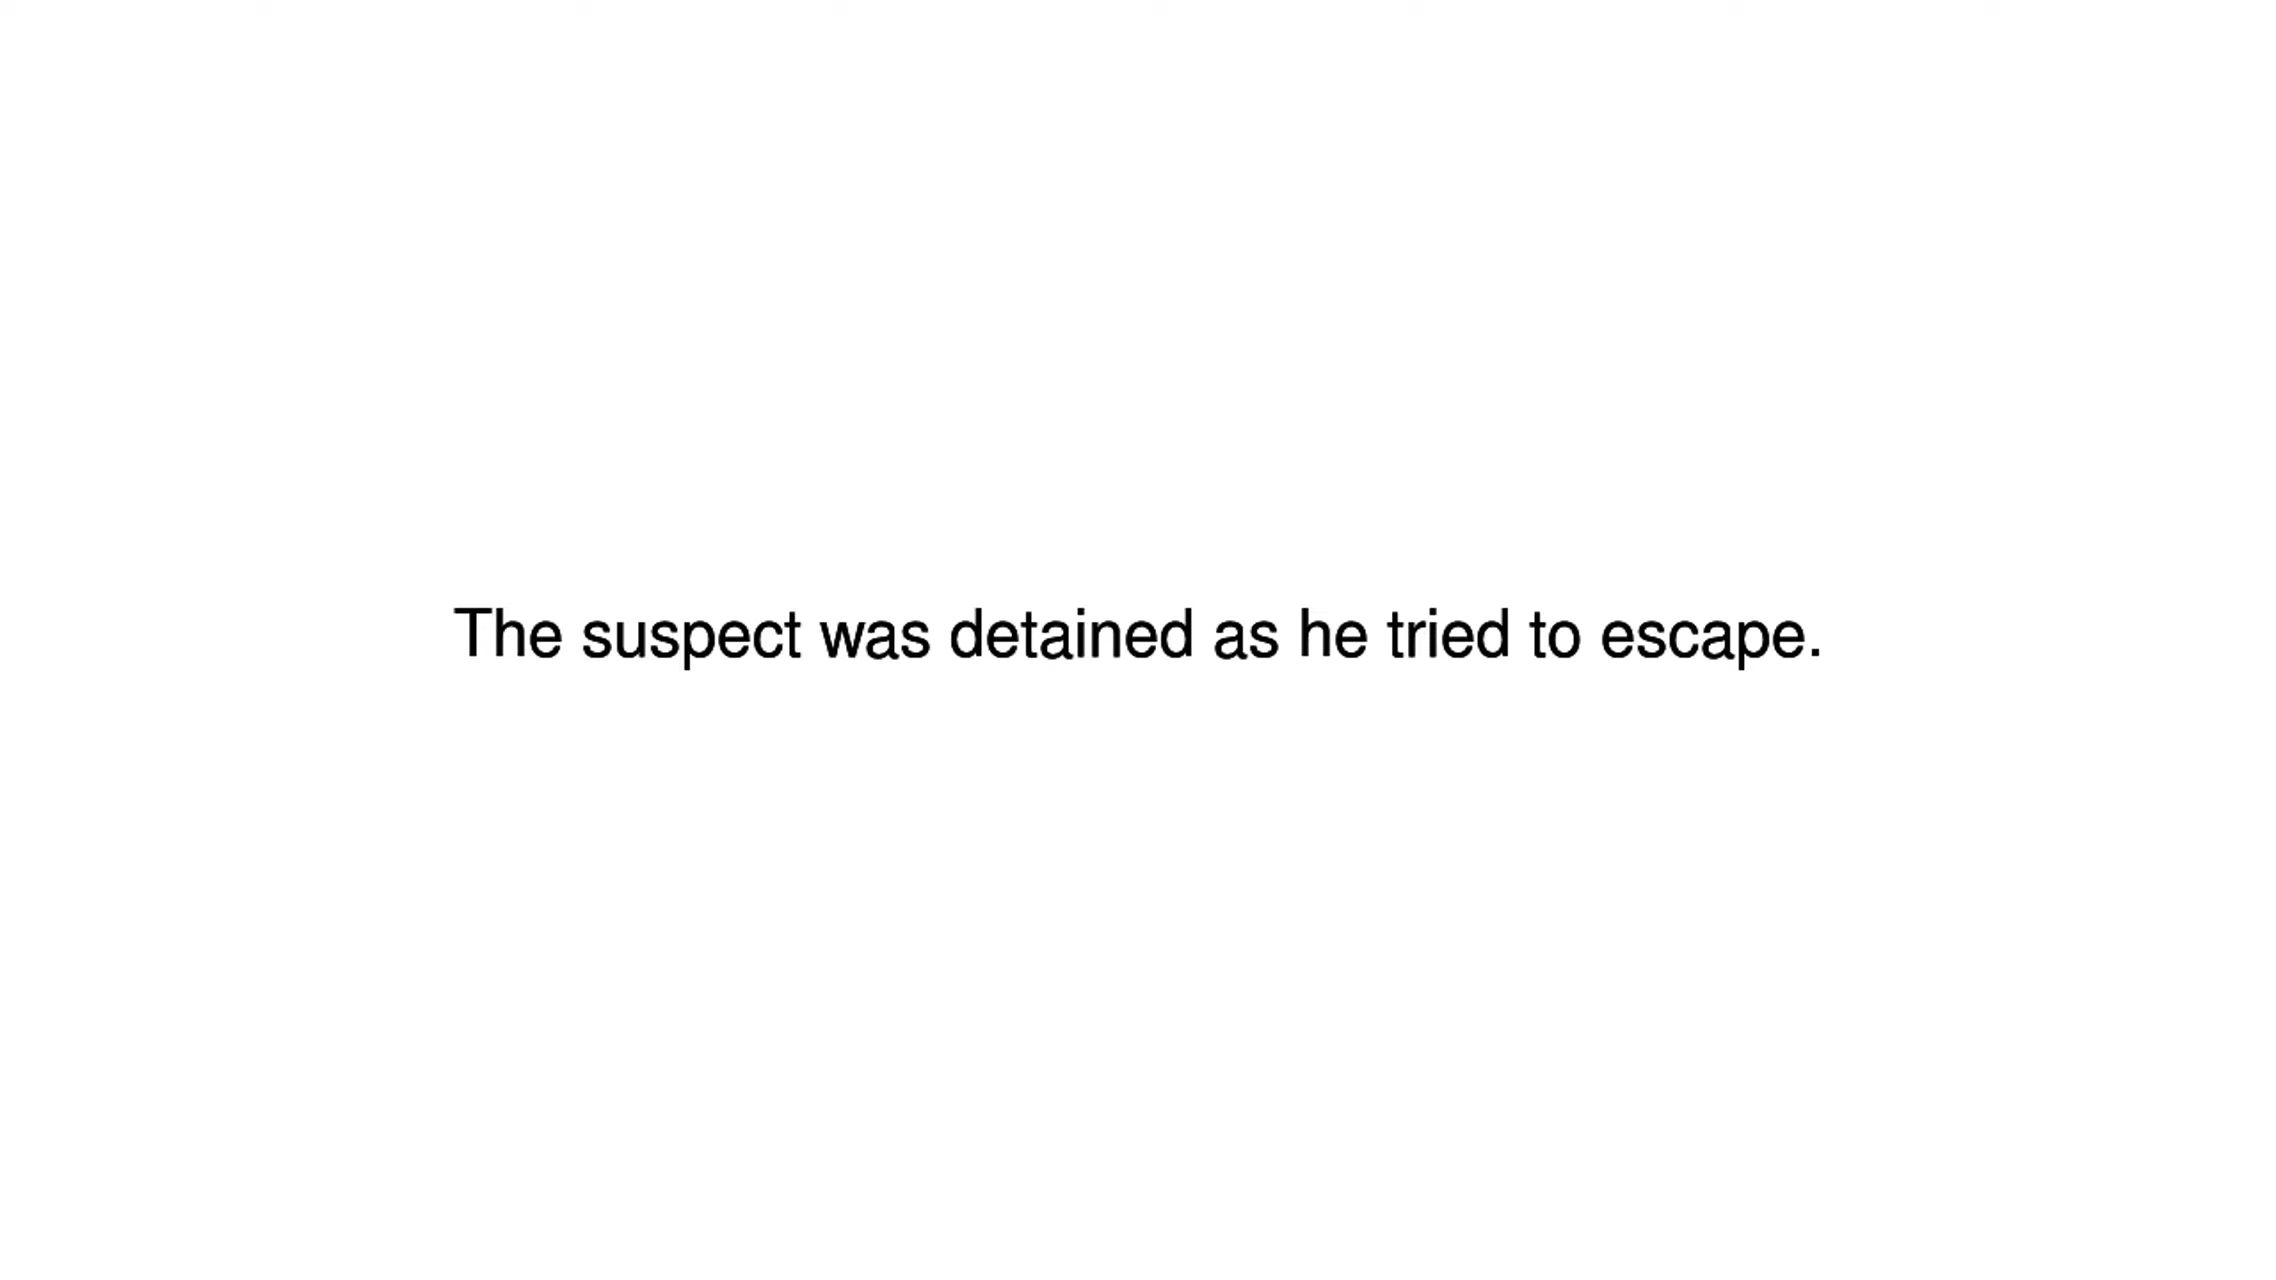 The suspect was detained as he tried to escape.